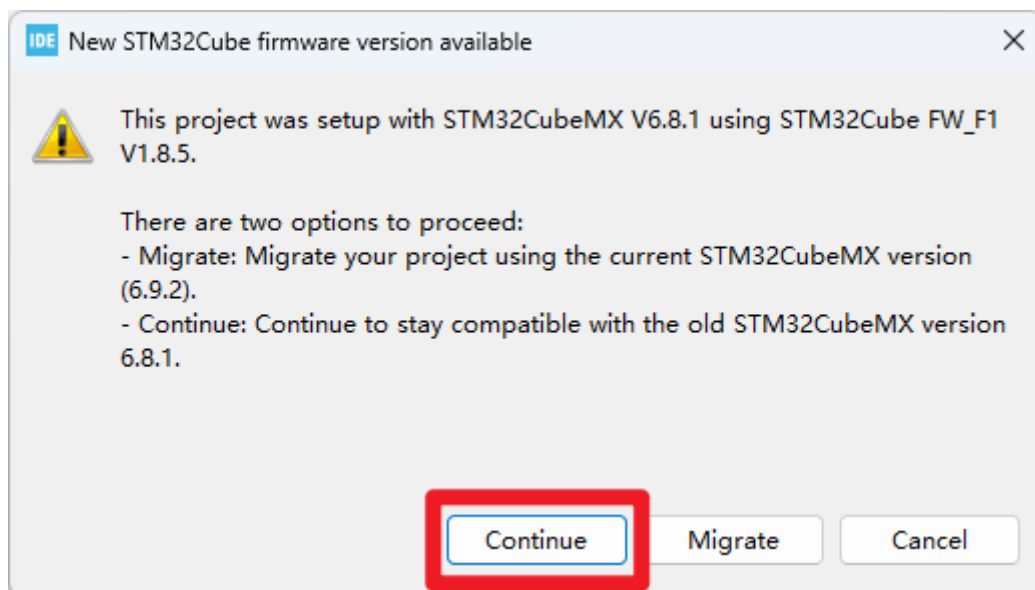 IDE New STM32Cube firmware version available
This project was setup with STM32CubeMX V6.8.1 using STM32Cube FW_F1
V1.8.5.
There are two options to proceed:
- Migrate: Migrate your project using the current STM32CubeMX version
(6.9.2).
- Continue: Continue to stay compatible with the old STM32CubeMX version
6.8.1.
Continue Migrate Cancel